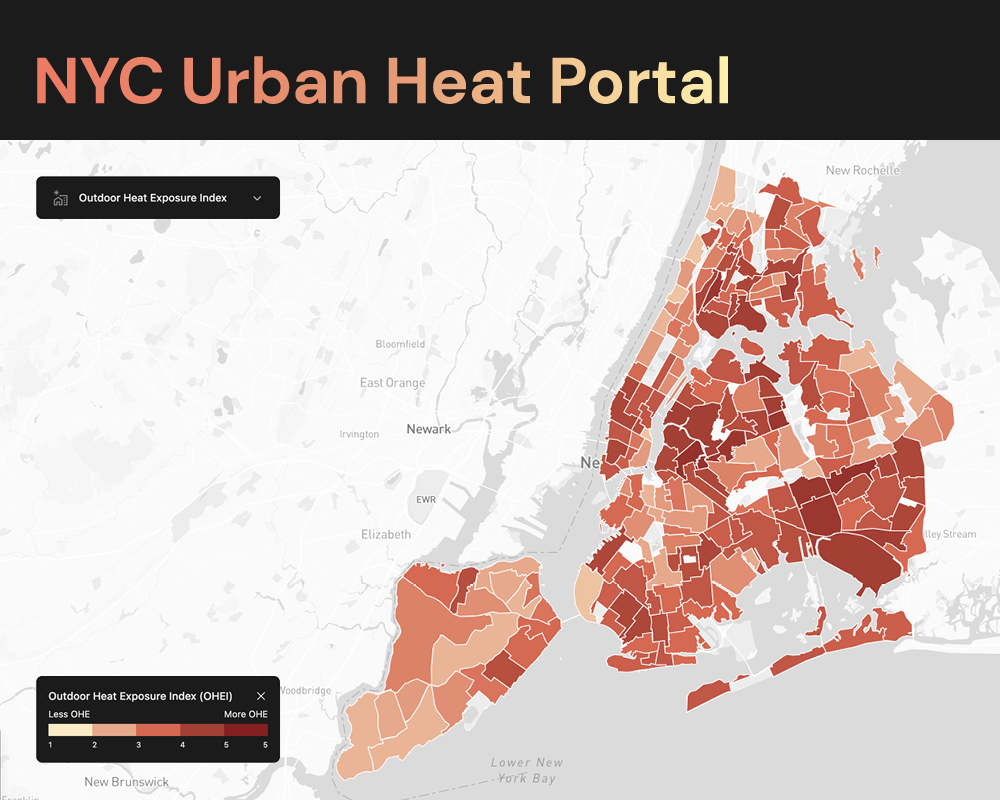 NYC Urban Heat Portal
New Rochelle
Outdoor Heat Exposure Index
Bloomfield
East Orange
Irvington
Newark
Ne
EWR
Elizabeth
lley Stream
Outdoor Heat Exposure Index (OHEI)
Woodbridge
Less OHE More OHE
1 2 3 4 5 5
Lower New
York Bay
New Brunswick
Franklin